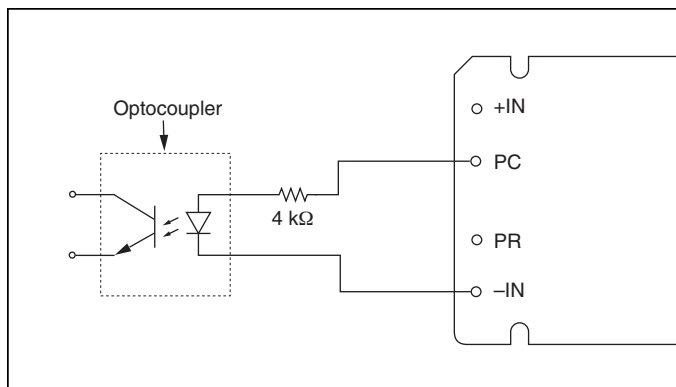 Optocoupler
4 kΩ
+IN
PC
PR
–IN